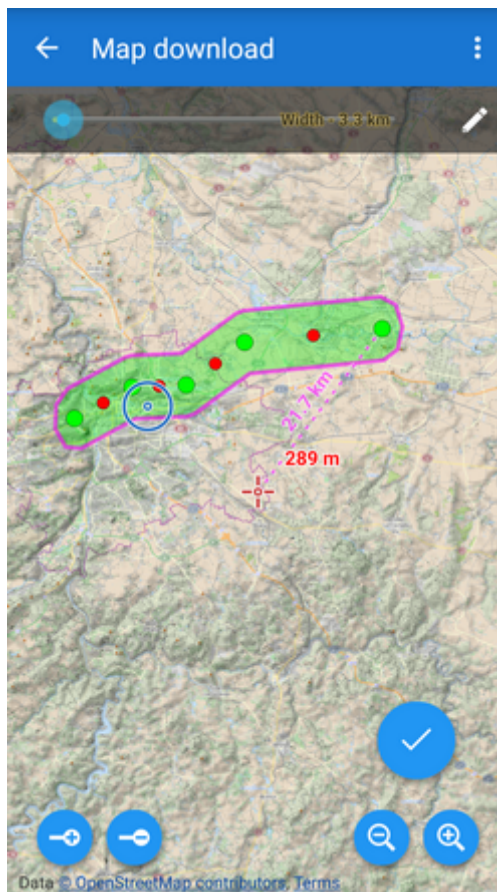 Map download
Width - 3.3 km
21,7 km
289 m
Data © OpenStreetMap contributors, Terms